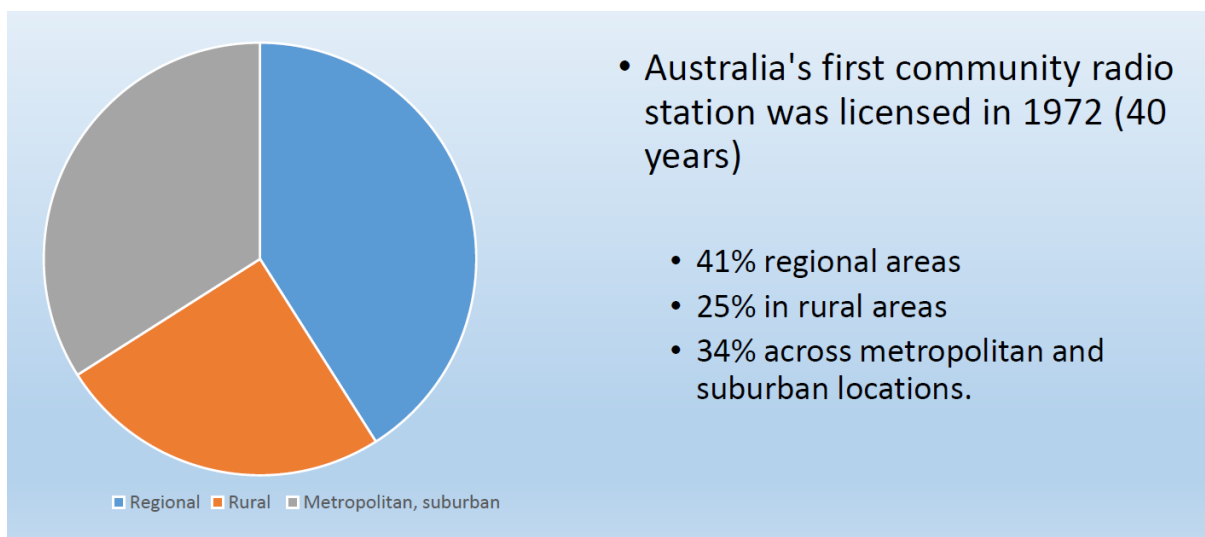 • Australia's first community radio
station was licensed in 1972 (40
years)
• 41% regional areas
• 25% in rural areas
• 34% across metropolitan and
suburban locations.
Regional Rural Metropolitan, suburban